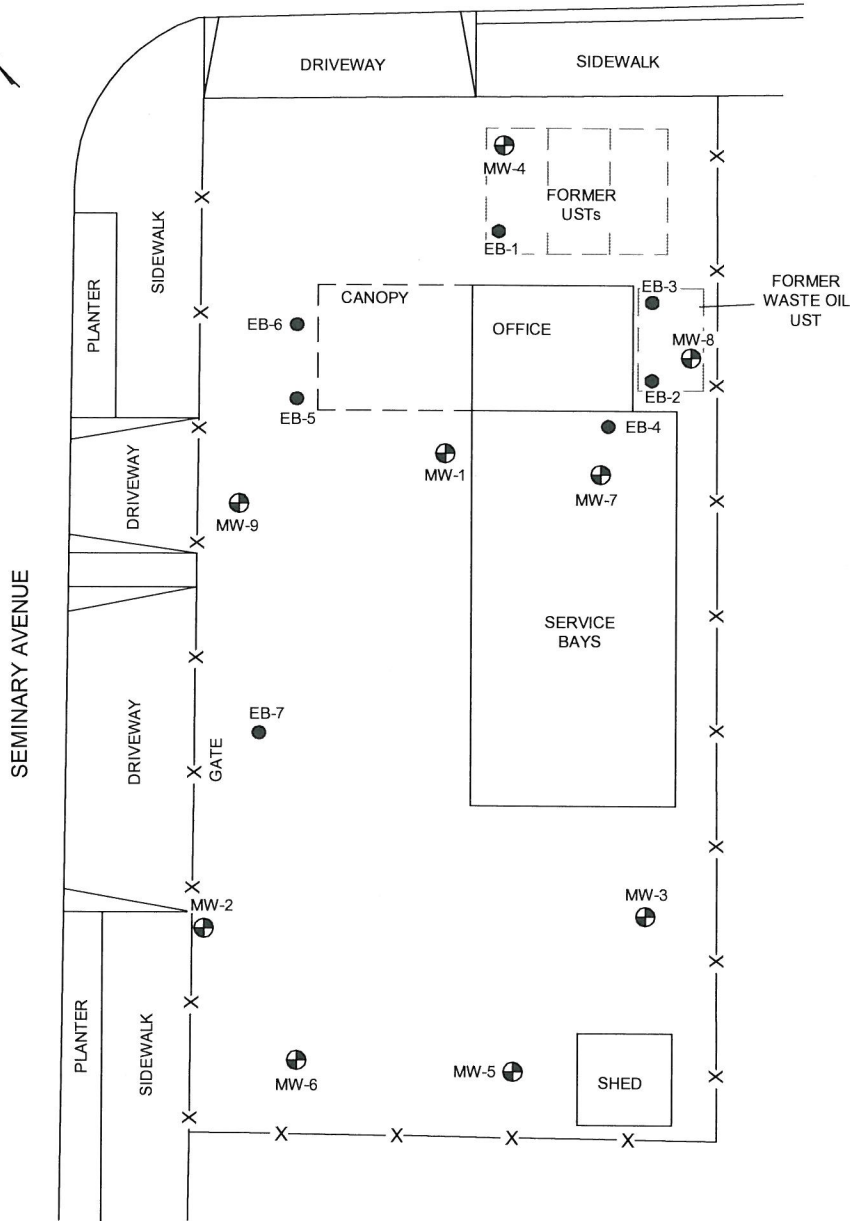 DRIVEWAY
SIDEWALK
MW-4
FORMER
USTs
EB-1
SIDEWALK
PLANTER
CANOPY
EB-6
OFFICE
EB-3
FORMER
WASTE OIL
UST
MW-8
EB-2
EB-5
EB-4
MW-1
MW-7
DRIVEWAY
MW-9
SEMINARY AVENUE
SERVICE
BAYS
EB-7
DRIVEWAY
GATE
MW-2
MW-3
PLANTER
SIDEWALK
MW-6
MW-5
SHED